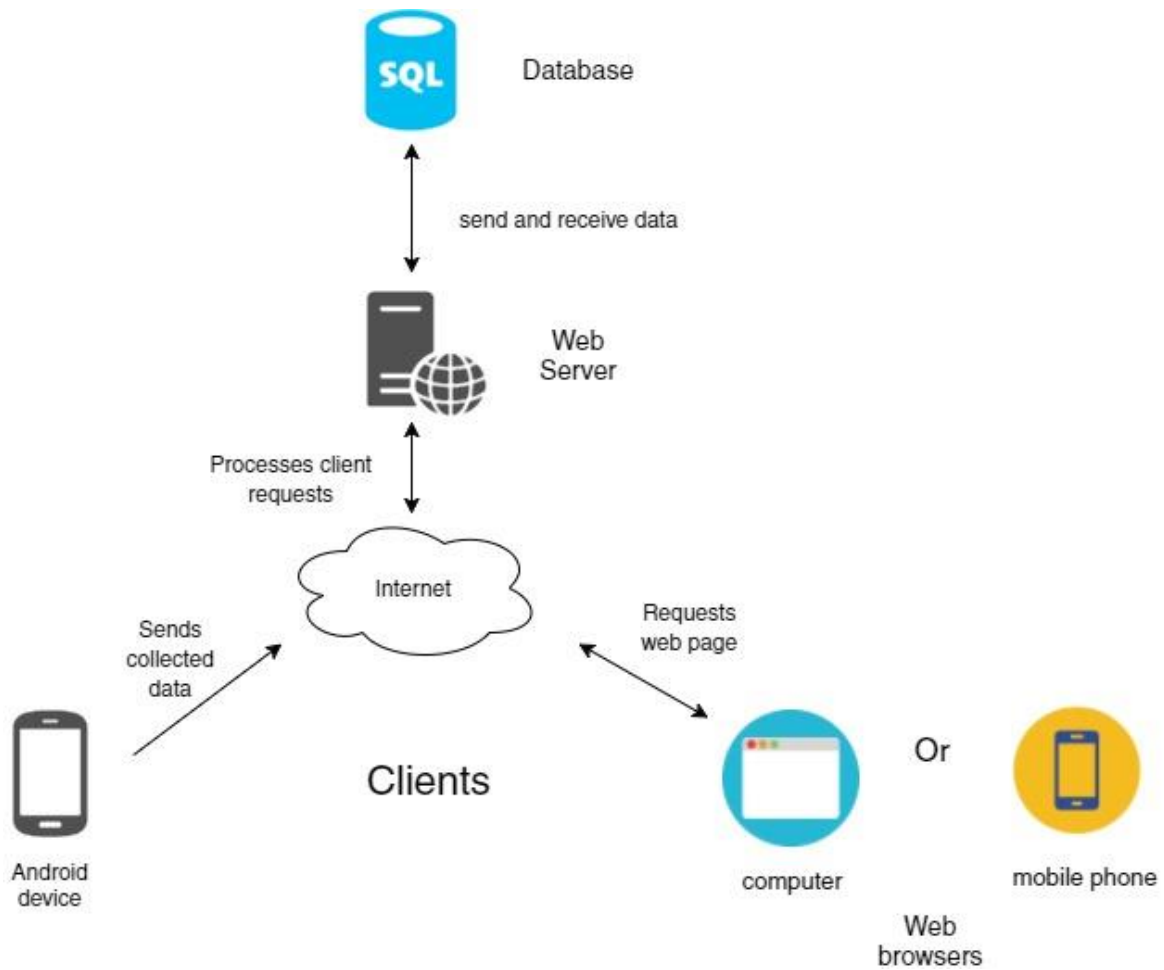 SQL
Database
send and receive data
Web
Server
Processes client
requests
Internet
Requests
web page
Sends
collected
data
Or
Clients
Android
device
computer
mobile phone
Web
browsers